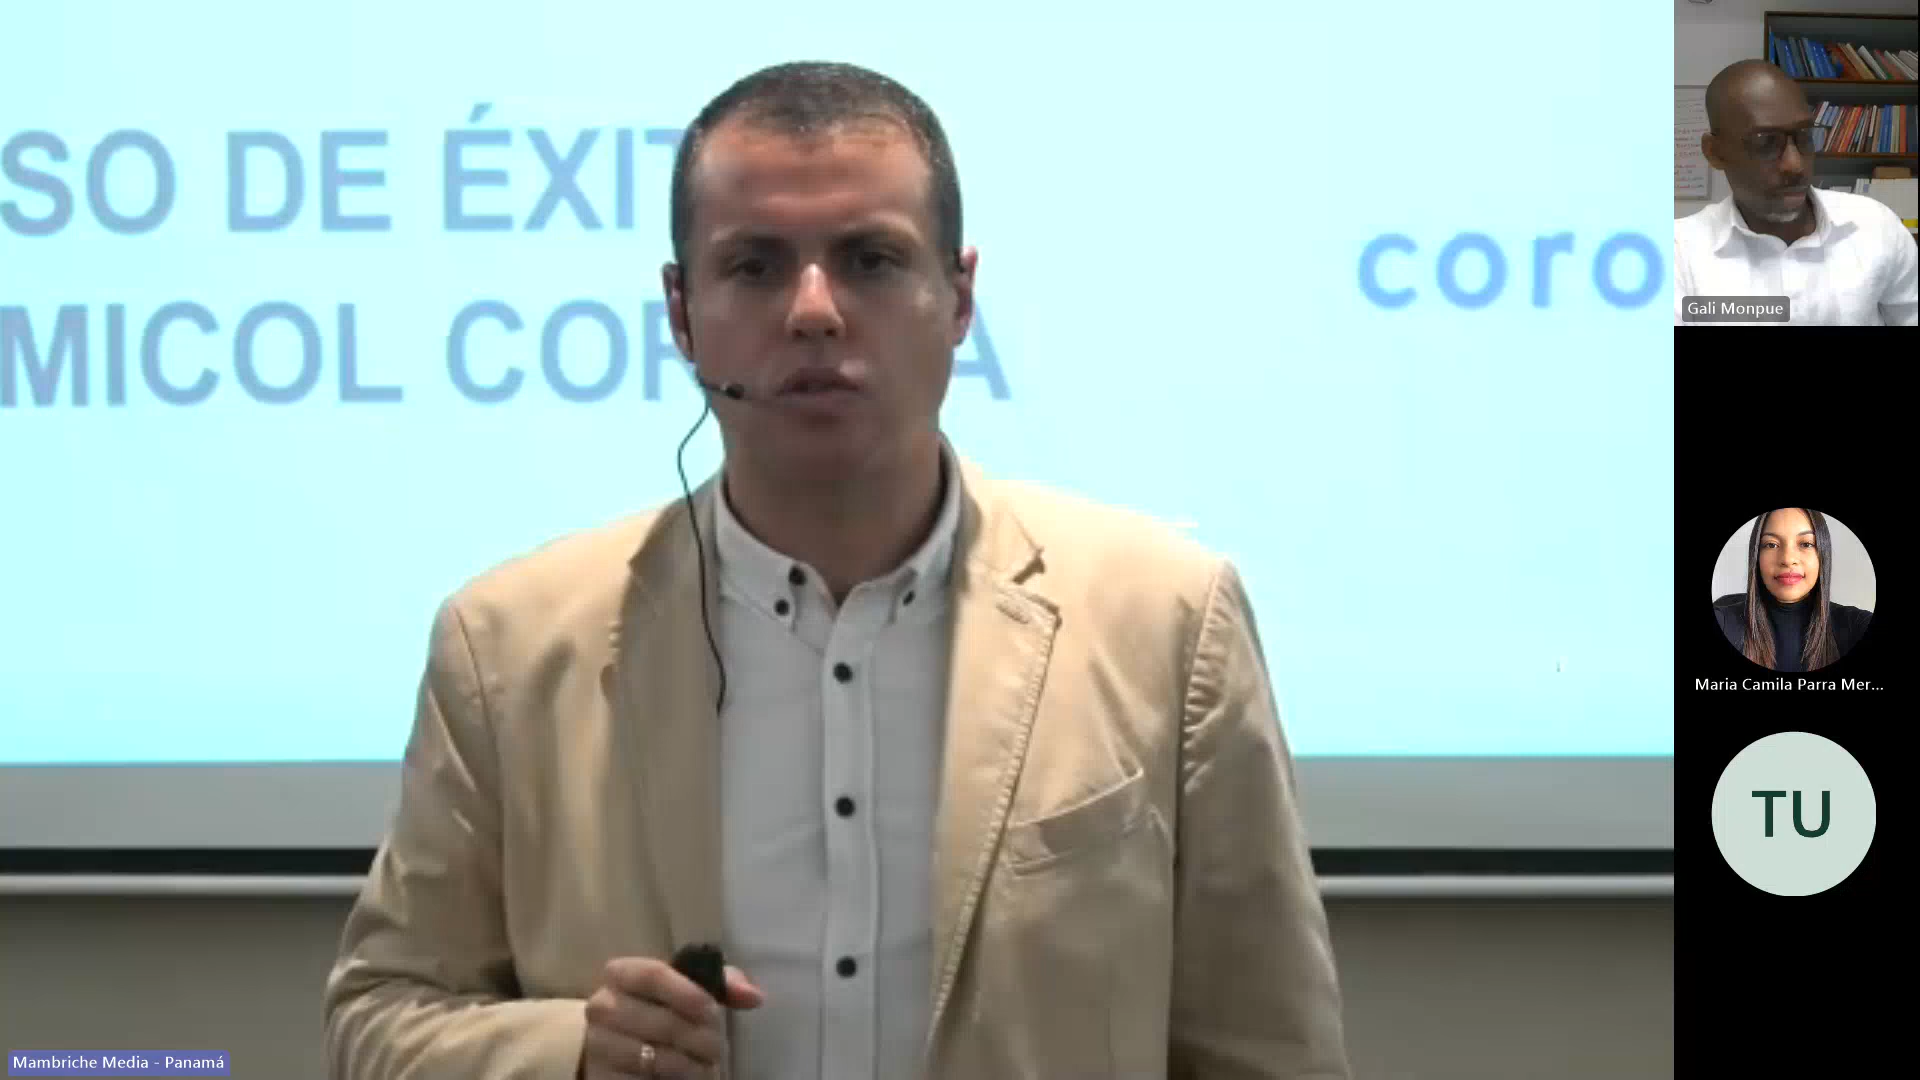 SO DE ÉXIT
MICOL COR A
coro
Gali Monpue
Maria Camila Parra Mer...
TU
Mambriche Media - Panamá